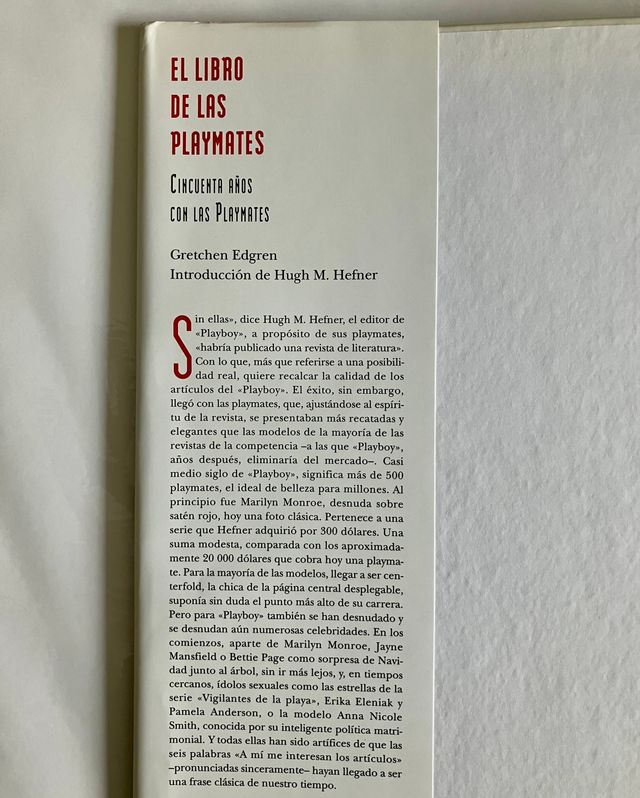 EL LIBRO
DE LAS
PLAYMATES
CINCUENTA AÑOS
CON LAS PLAYMATES
Gretchen Edgren
Introducción de Hugh M. Hefner
Sin ellas», dice Hugh M. Hefner, el editor de
«Playboy», a propósito de sus playmates,
«habría publicado una revista de literatura».
Con lo que, más que referirse a una posibili-
dad real, quiere recalcar la calidad de los
artículos del «Playboy». El éxito, sin embargo,
llegó con las playmates, que, ajustándose al espíri-
tu de la revista, se presentaban más recatadas y
elegantes que las modelos de la mayoría de las
revistas de la competencia –a las que «Playboy»,
años después, eliminaría del mercado–. Casi
medio siglo de «Playboy», significa más de 500
playmates, el ideal de belleza para millones. Al
principio fue Marilyn Monroe, desnuda sobre
satén rojo, hoy una foto clásica. Pertenece a una
serie que Hefner adquirió por 300 dólares. Una
suma modesta, comparada con los aproximada-
mente 20 000 dólares que cobra hoy una playma-
te. Para la mayoría de las modelos, llegar a ser cen-
terfold, la chica de la página central desplegable,
suponía sin duda el punto más alto de su carrera.
Pero para «Playboy» también se han desnudado y
se desnudan aún numerosas celebridades. En los
comienzos, aparte de Marilyn Monroe, Jayne
Mansfield o Bettie Page como sorpresa de Navi-
dad junto al árbol, sin ir más lejos, y, en tiempos
cercanos, ídolos sexuales como las estrellas de la
serie «Vigilantes de la playa», Erika Eleniak y
Pamela Anderson, o la modelo Anna Nicole
Smith, conocida por su inteligente política matri-
monial. Y todas ellas han sido artífices de que las
seis palabras «A mí me interesan los artículos»
–pronunciadas sinceramente– hayan llegado a ser
una frase clásica de nuestro tiempo.